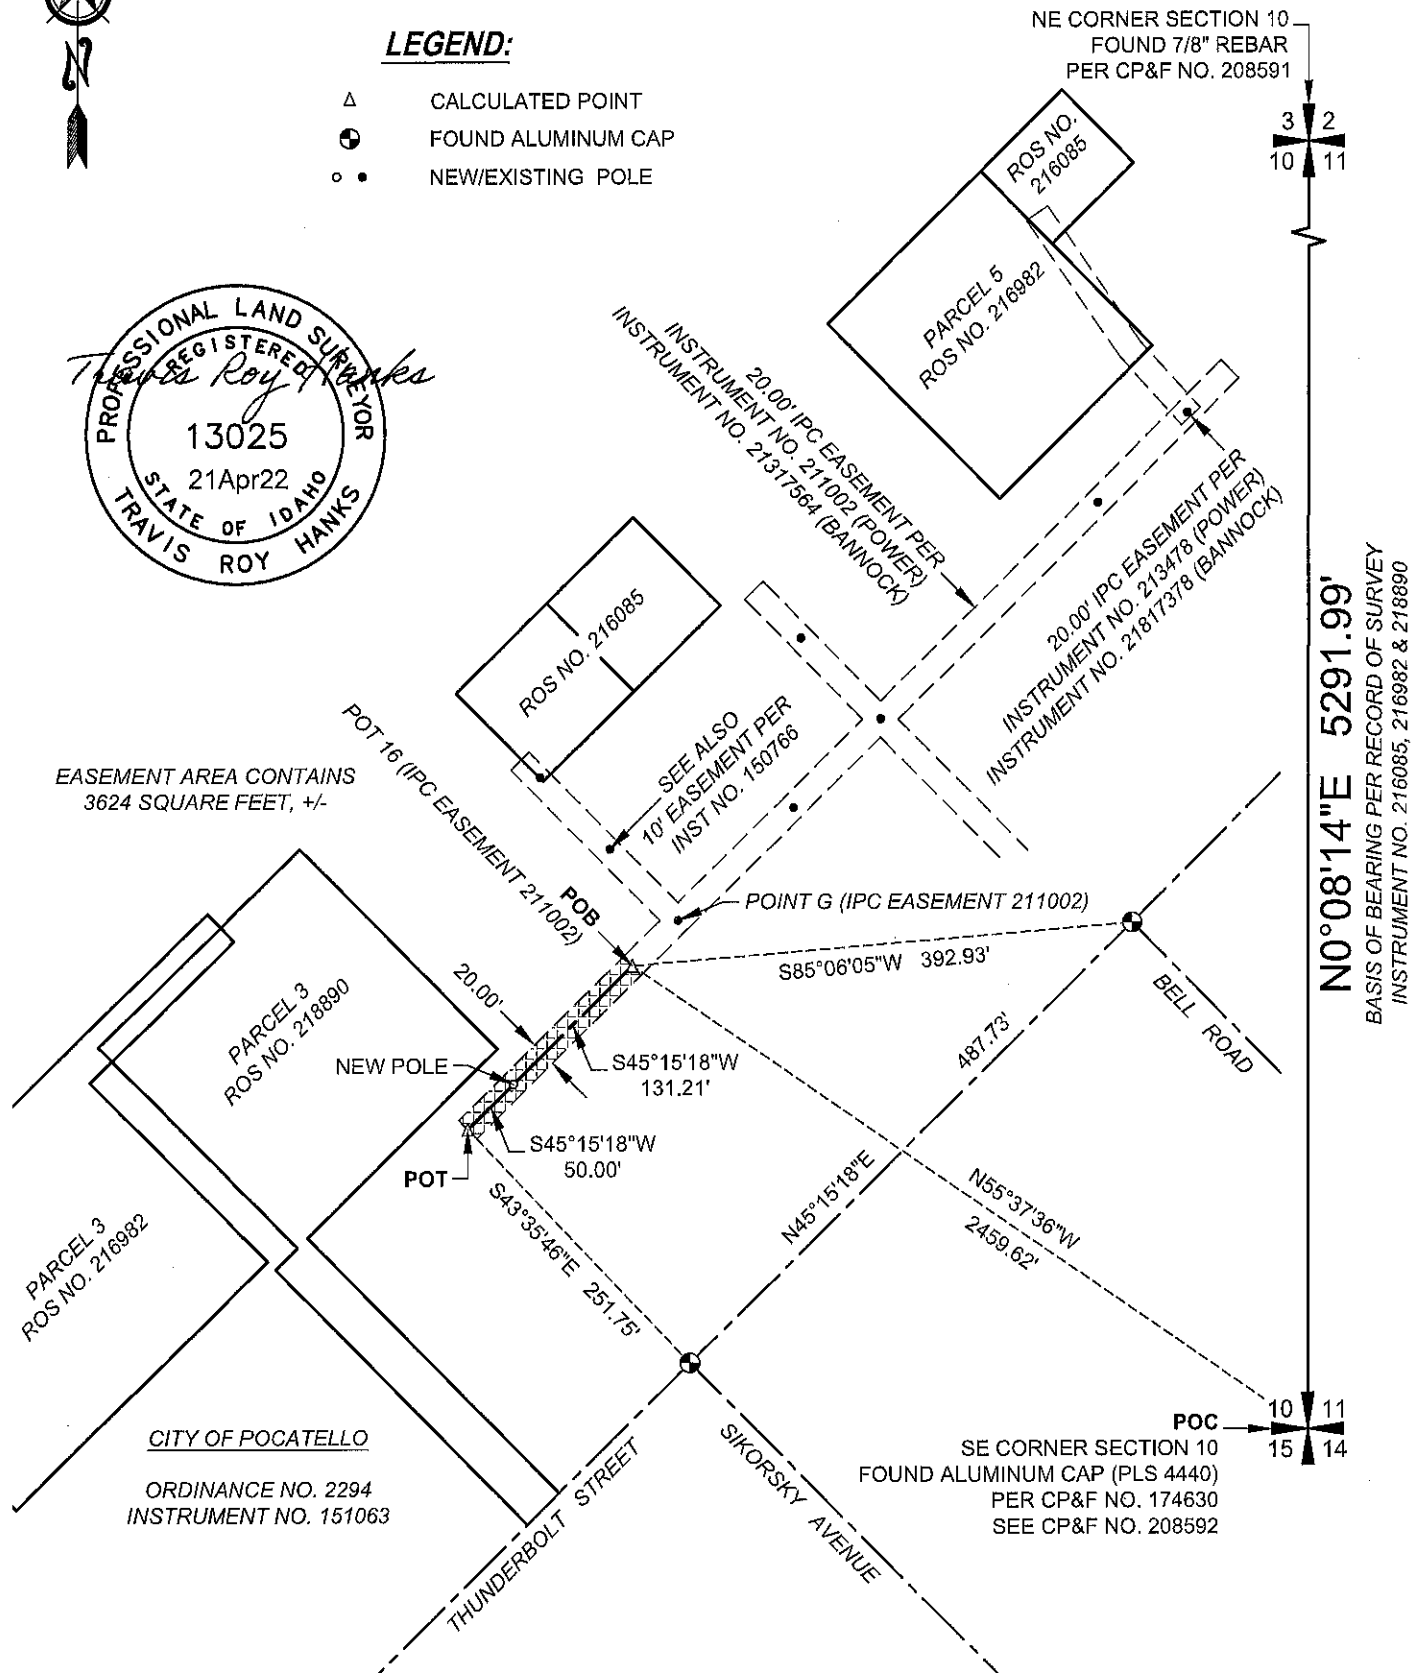 N
LEGEND:
CALCULATED POINT
FOUND ALUMINUM CAP
NEW/EXISTING POLE
NE CORNER SECTION 10
FOUND 7/8" REBAR
PER CP&F NO. 208591
3 2
10 11
ROS NO.
216085
PARCEL 5
ROS NO. 216982
PROFESSIONAL LAND SURVEYOR
REGISTERED
Travis Roy Hanks
13025
21Apr22
STATE OF IDAHO
TRAVIS ROY HANKS
20.00' IPC EASEMENT PER
INSTRUMENT NO. 211002 (POWER)
INSTRUMENT NO. 21317564 (BANNOCK)
20.00' IPC EASEMENT PER
INSTRUMENT NO. 213478 (POWER)
INSTRUMENT NO. 21817378 (BANNOCK)
N0°08'14"E 5291.99'
BASIS OF BEARING PER RECORD OF SURVEY
INSTRUMENT NO. 216085, 216982 & 218890
ROS NO. 216085
SEE ALSO
10' EASEMENT PER
INST NO. 150766
POT 16 (IPC EASEMENT 211002)
EASEMENT AREA CONTAINS
3624 SQUARE FEET, +/-
POB
POINT G (IPC EASEMENT 211002)
S85°06'05"W 392.93'
BELL ROAD
20.00'
PARCEL 3
ROS NO. 218890
NEW POLE
S45°15'18"W
131.21'
S45°15'18"W
50.00'
POT
487.73'
N45°15'18"E
N55°37'36"W
2459.62'
S43°35'46"E 251.75'
PARCEL 3
ROS NO. 216982
CITY OF POCATELLO
ORDINANCE NO. 2294
INSTRUMENT NO. 151063
THUNDERBOLT STREET
SIKORSKY AVENUE
10 11
15 14
POC
SE CORNER SECTION 10
FOUND ALUMINUM CAP (PLS 4440)
PER CP&F NO. 174630
SEE CP&F NO. 208592